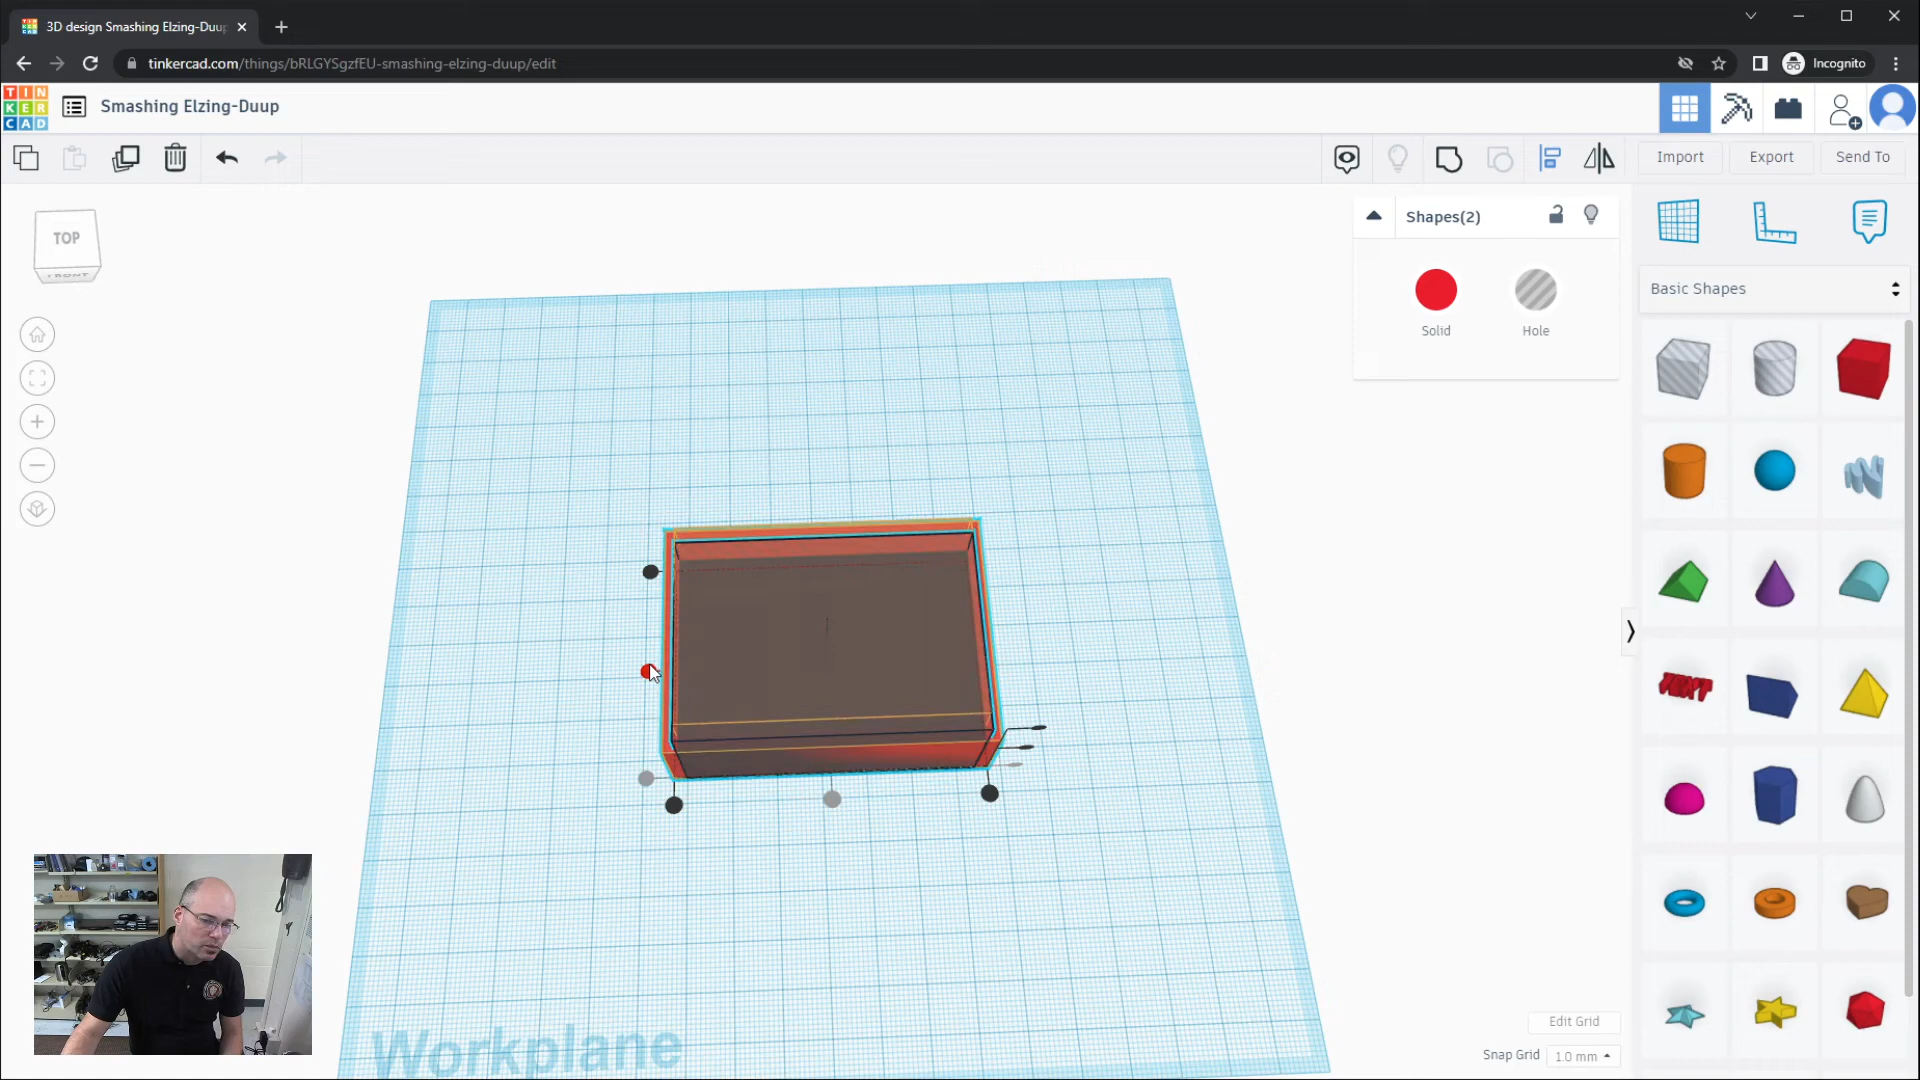 3D design Smashing Elzing-Duup
tinkercad.com/things/bRLGYSgzfEU-smashing-elzing-duup/edit
Incognito
TIN
KER
CAD
Smashing Elzing-Duup
Import
Export
Send To
TOP
FRONT
Shapes(2)
Solid
Hole
Basic Shapes
TEXT
Workplane
Edit Grid
Snap Grid
1.0 mm